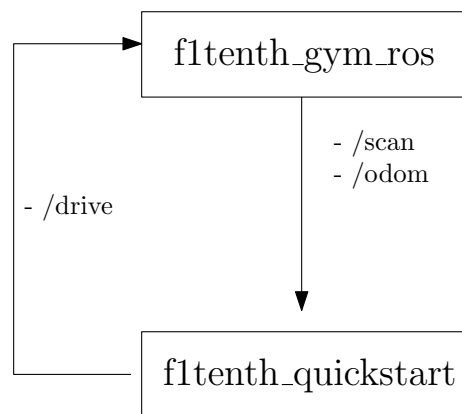 f1tenth_gym_ros
- /scan
- /odom
- /drive
f1tenth_quickstart